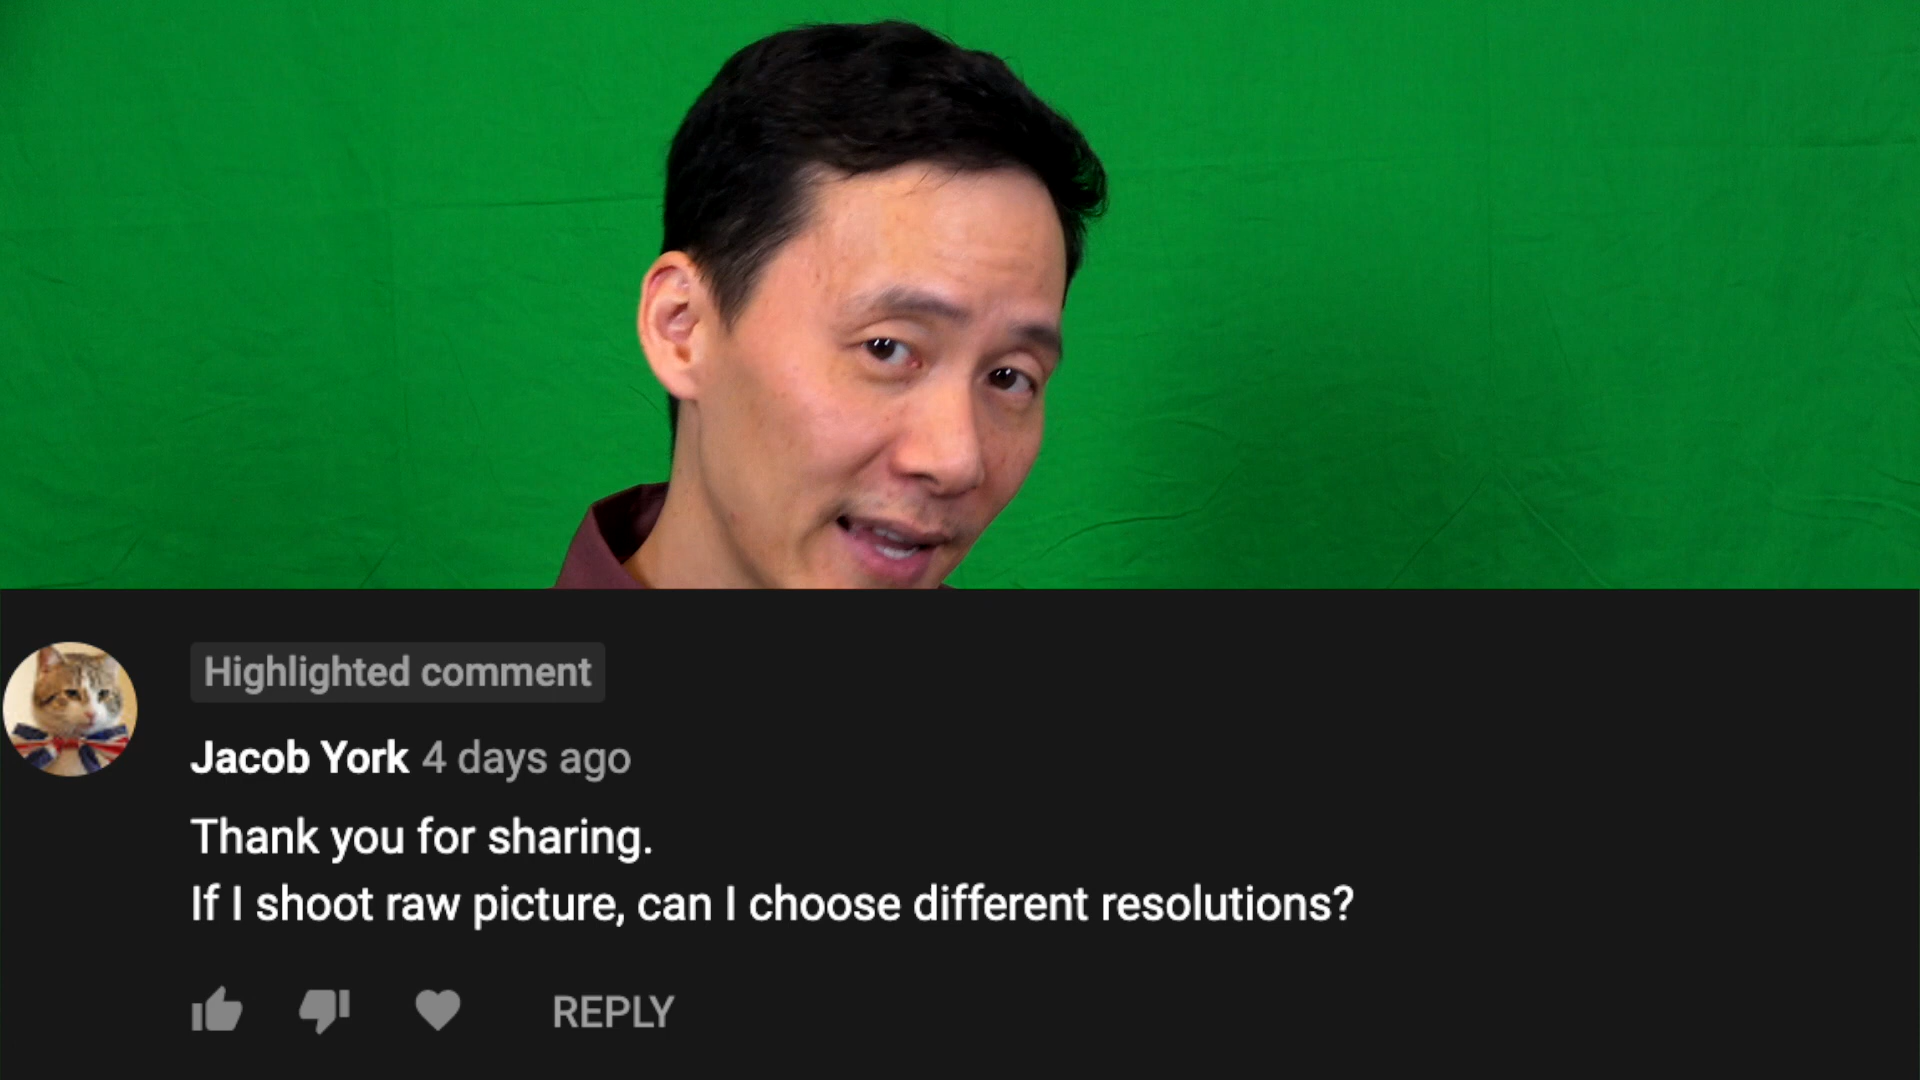 Highlighted comment
Jacob York 4 days ago
Thank you for sharing.
If I shoot raw picture, can I choose different resolutions?
REPLY